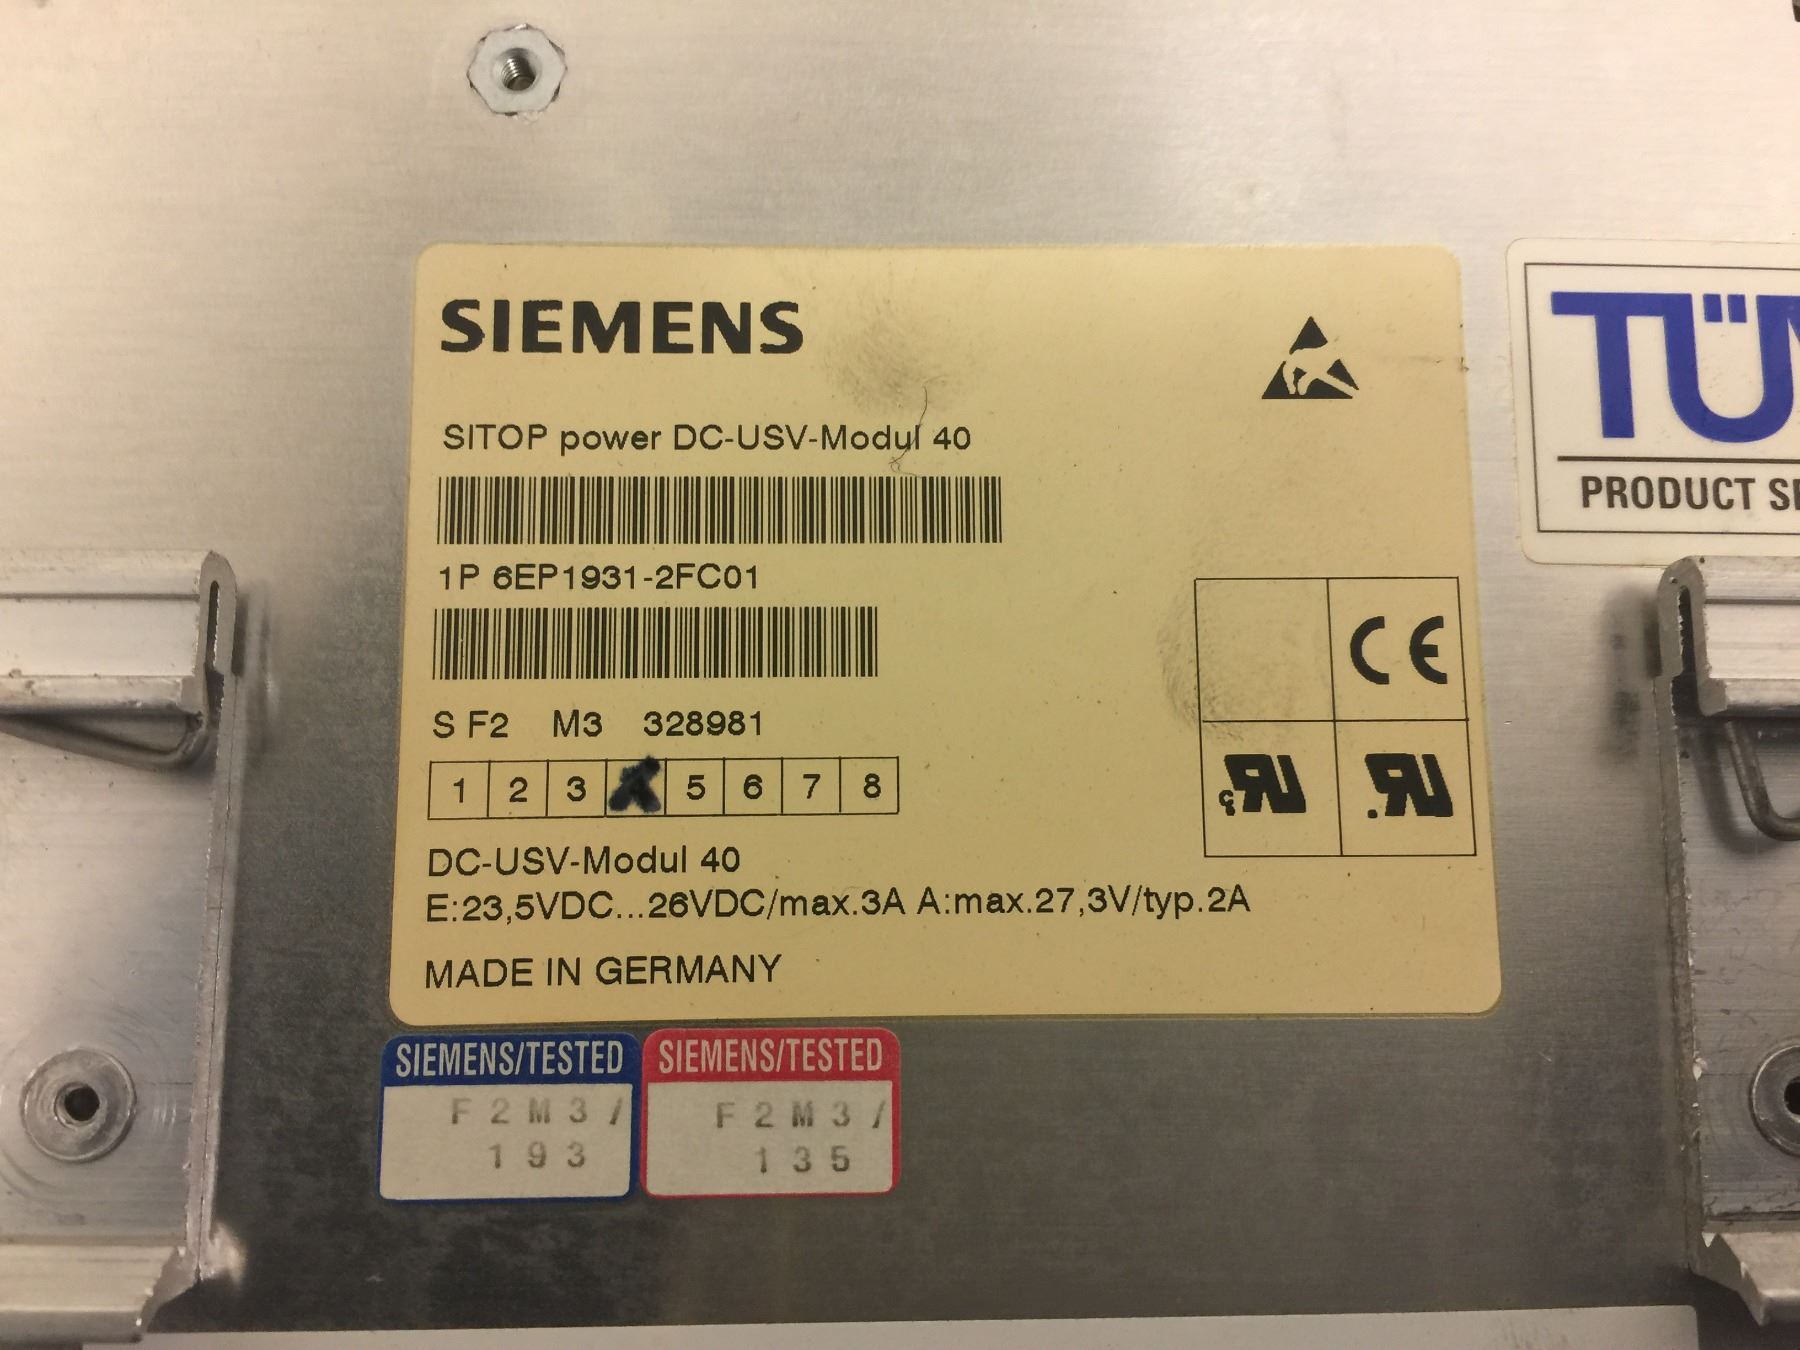 SIEMENS
SITOP power DC-USV-Modul 40
1P 6EP1931-2FC01
S F2 M3 328981
1 2 3 5 6 7 8
DC-USV-Modul 40
E:23,5VDC...26VDC/max.3A A:max.27,3V/typ.2A
MADE IN GERMANY
CE
TÜV
PRODUCT SE
SIEMENS/TESTED
F2M3/
193
SIEMENS/TESTED
F2M3/
135